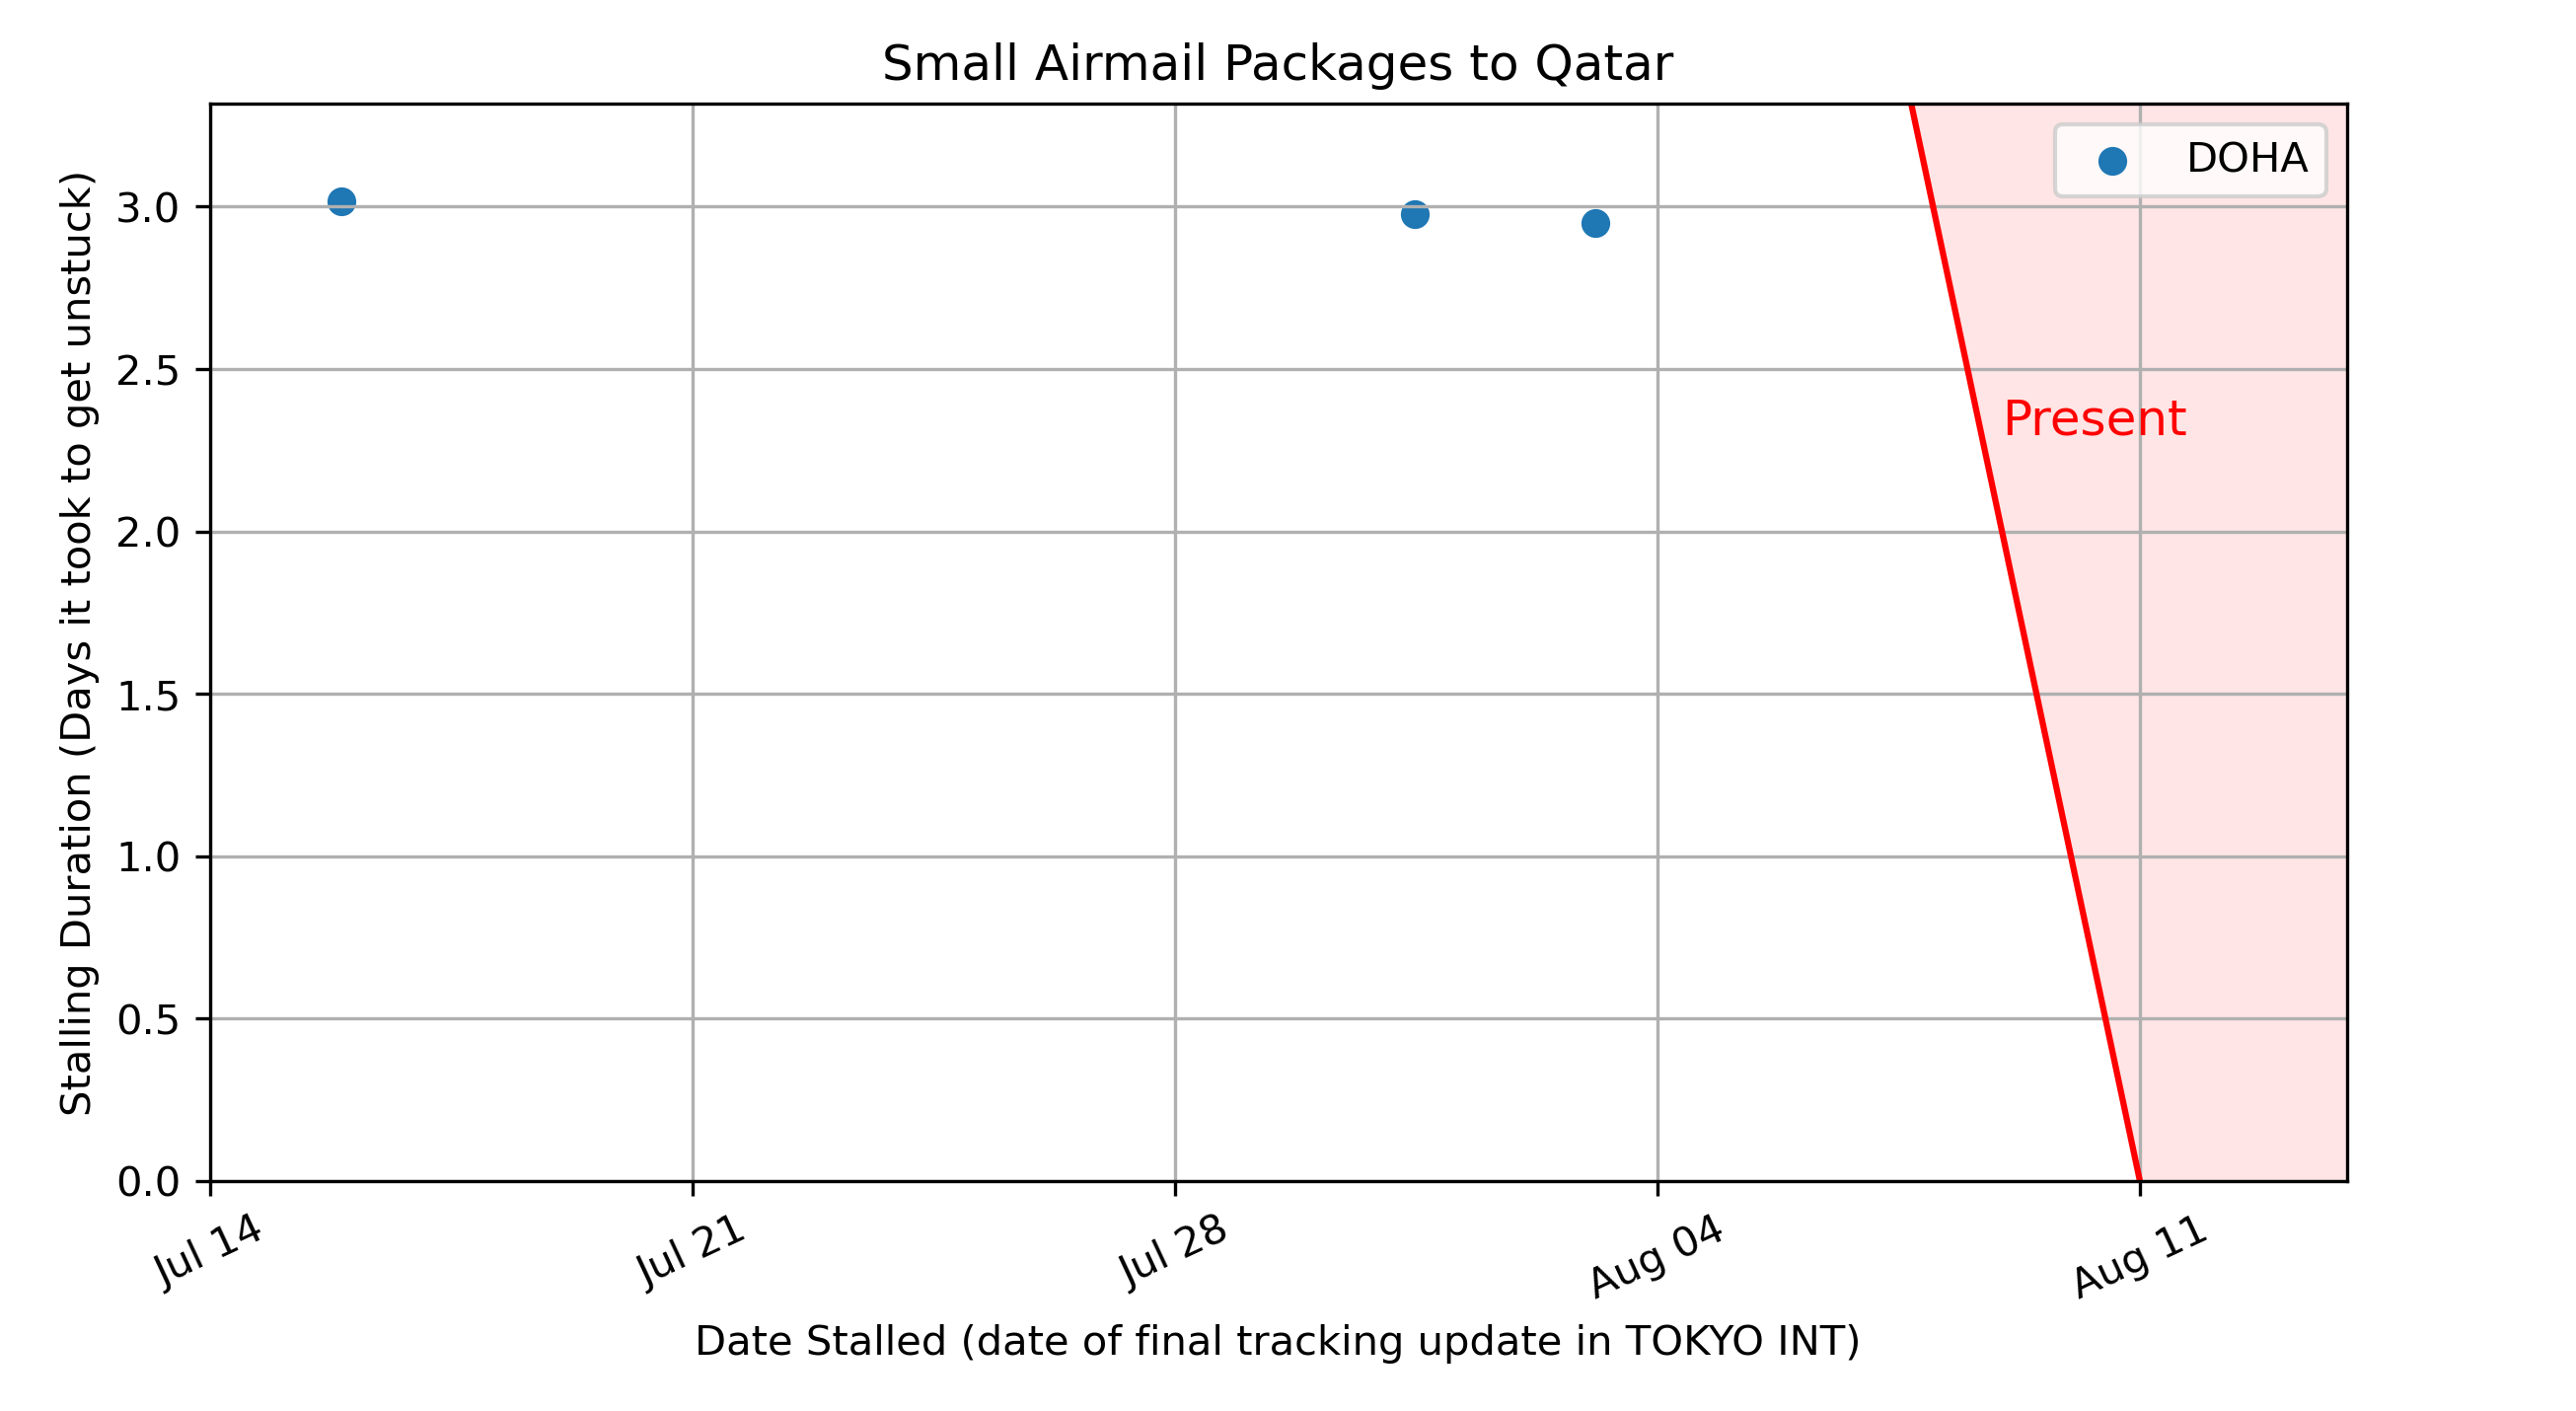 Small Airmail Packages to Qatar
DOHA
Present
Stalling Duration (Days it took to get unstuck)
3.0
2.5
2.0
1.5
1.0
0.5
0.0
Jul 14
Jul 21
Jul 28
Aug 04
Aug 11
Date Stalled (date of final tracking update in TOKYO INT)